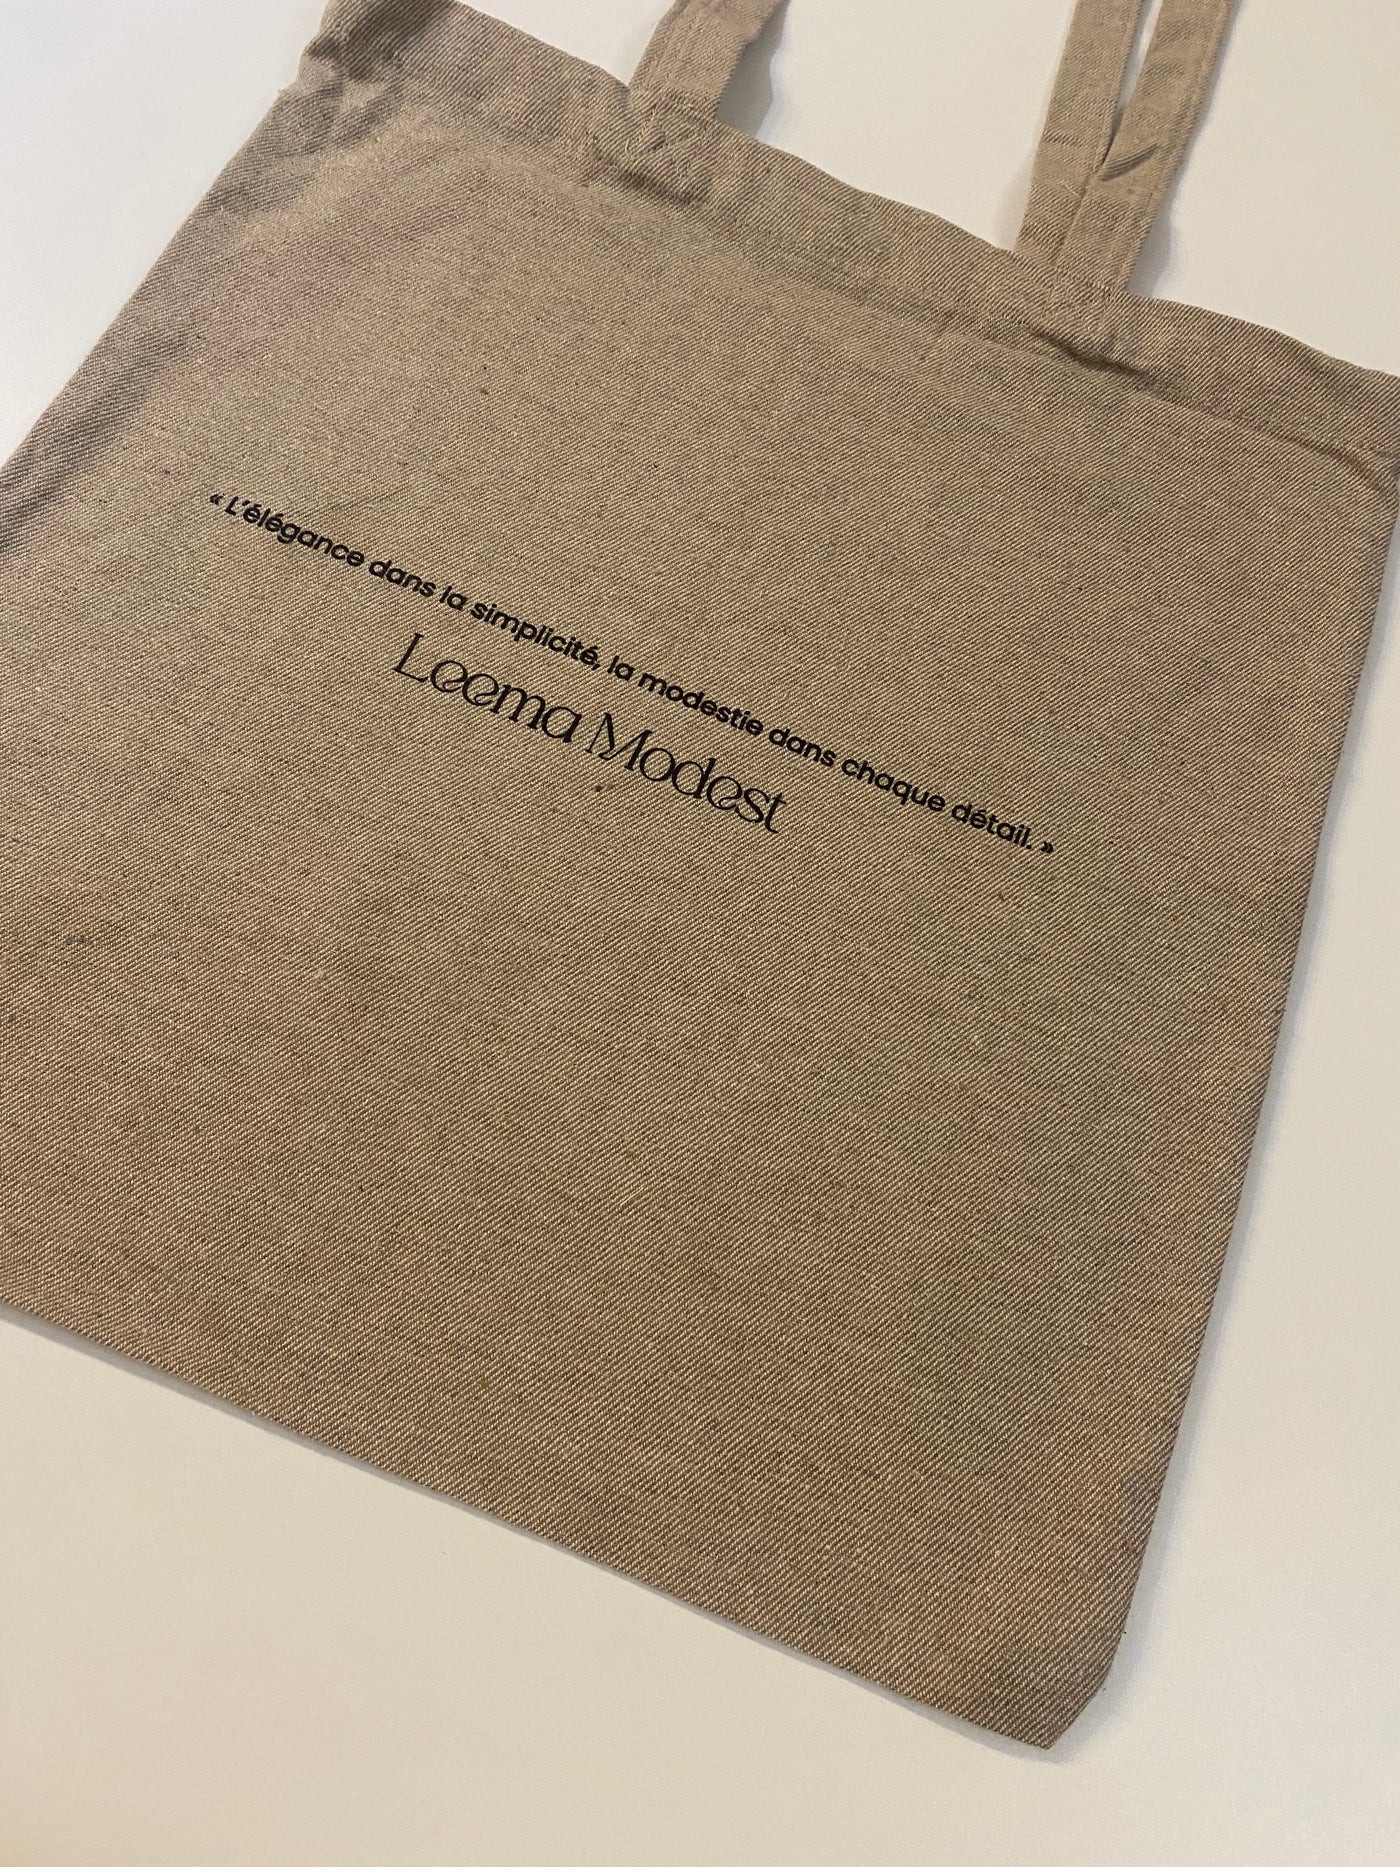 « L'élégance dans la simplicité, la modestie dans chaque détail. »
Leema Modest